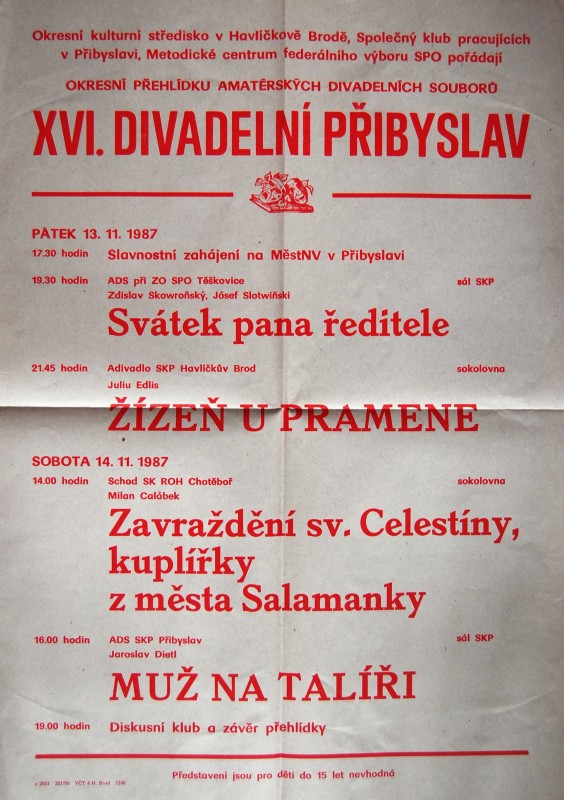 Okresní kulturní středisko v Havlíčkově Brodě, Společný klub pracujících
v Přibyslavi, Metodické centrum federálního výboru SPO pořádají
OKRESNÍ PŘEHLÍDKU AMATÉRSKÝCH DIVADELNÍCH SOUBORŮ
XVI. DIVADELNÍ PŘIBYSLAV
PÁTEK 13. 11. 1987
17.30 hodin Slavnostní zahájení na MěstNV v Přibyslavi
19.30 hodin ADS při ZO SPO Těškovice sál SKP
Zdislav Skowroňský, Jósef Slotwiňski
Svátek pana ředitele
21.45 hodin Adivadlo SKP Havlíčkův Brod sokolovna
Juliu Edlis
ŽÍZEŇ U PRAMENE
SOBOTA 14. 11. 1987
14.00 hodin Schod SK ROH Chotěboř sokolovna
Milan Calábek
Zavraždění sv. Celestíny,
kuplířky
z města Salamanky
16.00 hodin ADS SKP Přibyslav sál SKP
Jaroslav Dietl
MUŽ NA TALÍŘI
19.00 hodin Diskusní klub a závěr přehlídky
Představení jsou pro děti do 15 let nevhodná